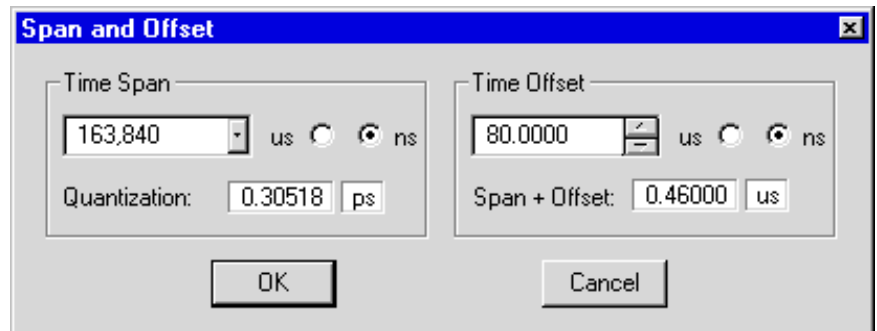 Span and Offset
Time Span
163,840 us ns
Quantization: 0.30518 ps
Time Offset
80.0000 us ns
Span + Offset: 0.46000 us
OK
Cancel